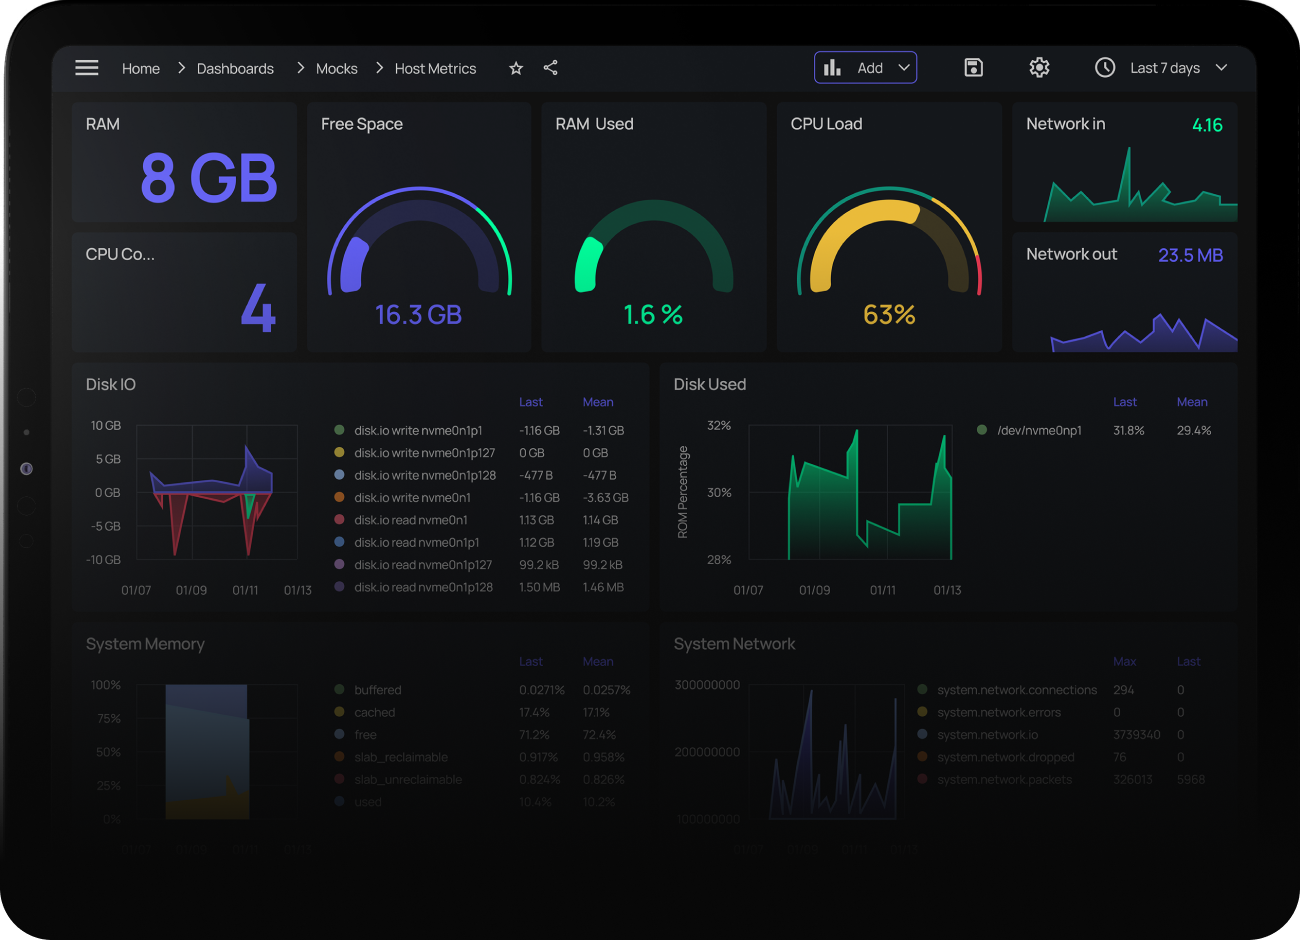 Home > Dashboards > Mocks > Host Metrics
Add
Last 7 days
RAM
8 GB
CPU Co...
4
Free Space
16.3 GB
RAM Used
1.6 %
CPU Load
63%
Network in
4.16
Network out
23.5 MB
Disk IO
Last Mean
10 GB
5 GB
0 GB
-5 GB
-10 GB
01/07 01/09 01/11 01/13
disk.io write nvme0n1p1 -1.16 GB -1.31 GB
disk.io write nvme0n1p127 0 GB 0 GB
disk.io write nvme0n1p128 -477 B -477 B
disk.io write nvme0n1 -1.16 GB -3.63 GB
disk.io read nvme0n1 1.13 GB 1.14 GB
disk.io read nvme0n1p1 1.12 GB 1.19 GB
disk.io read nvme0n1p127 99.2 kB 99.2 kB
disk.io read nvme0n1p128 1.50 MB 1.46 MB
Disk Used
Last Mean
ROM Percentage
32%
30%
28%
01/07 01/09 01/11 01/13
/dev/nvme0np1 31.8% 29.4%
System Memory
Last Mean
100%
75%
50%
25%
0%
buffered 0.0271% 0.0257%
cached 17.4% 17.1%
free 71.2% 72.4%
slab_reclaimable 0.917% 0.958%
slab_unreclaimable 0.824% 0.826%
used 10.4% 10.2%
System Network
Max Last
300000000
200000000
100000000
system.network.connections 294 0
system.network.errors 0 0
system.network.io 3739340 0
system.network.dropped 76 0
system.network.packets 326013 5968